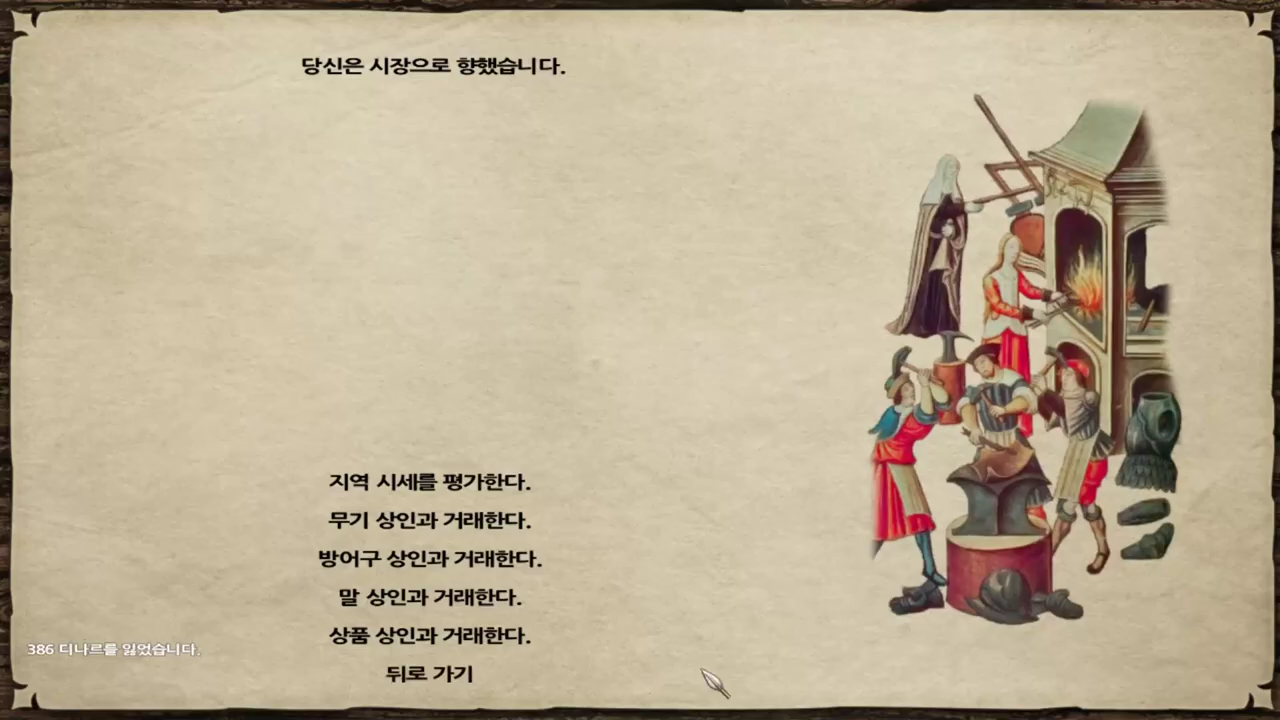 당신은 시장으로 향했습니다.
지역 시세를 평가한다.
무기 상인과 거래한다.
방어구 상인과 거래한다.
말 상인과 거래한다.
상품 상인과 거래한다.
386 디나르를 잃었습니다.
뒤로 가기